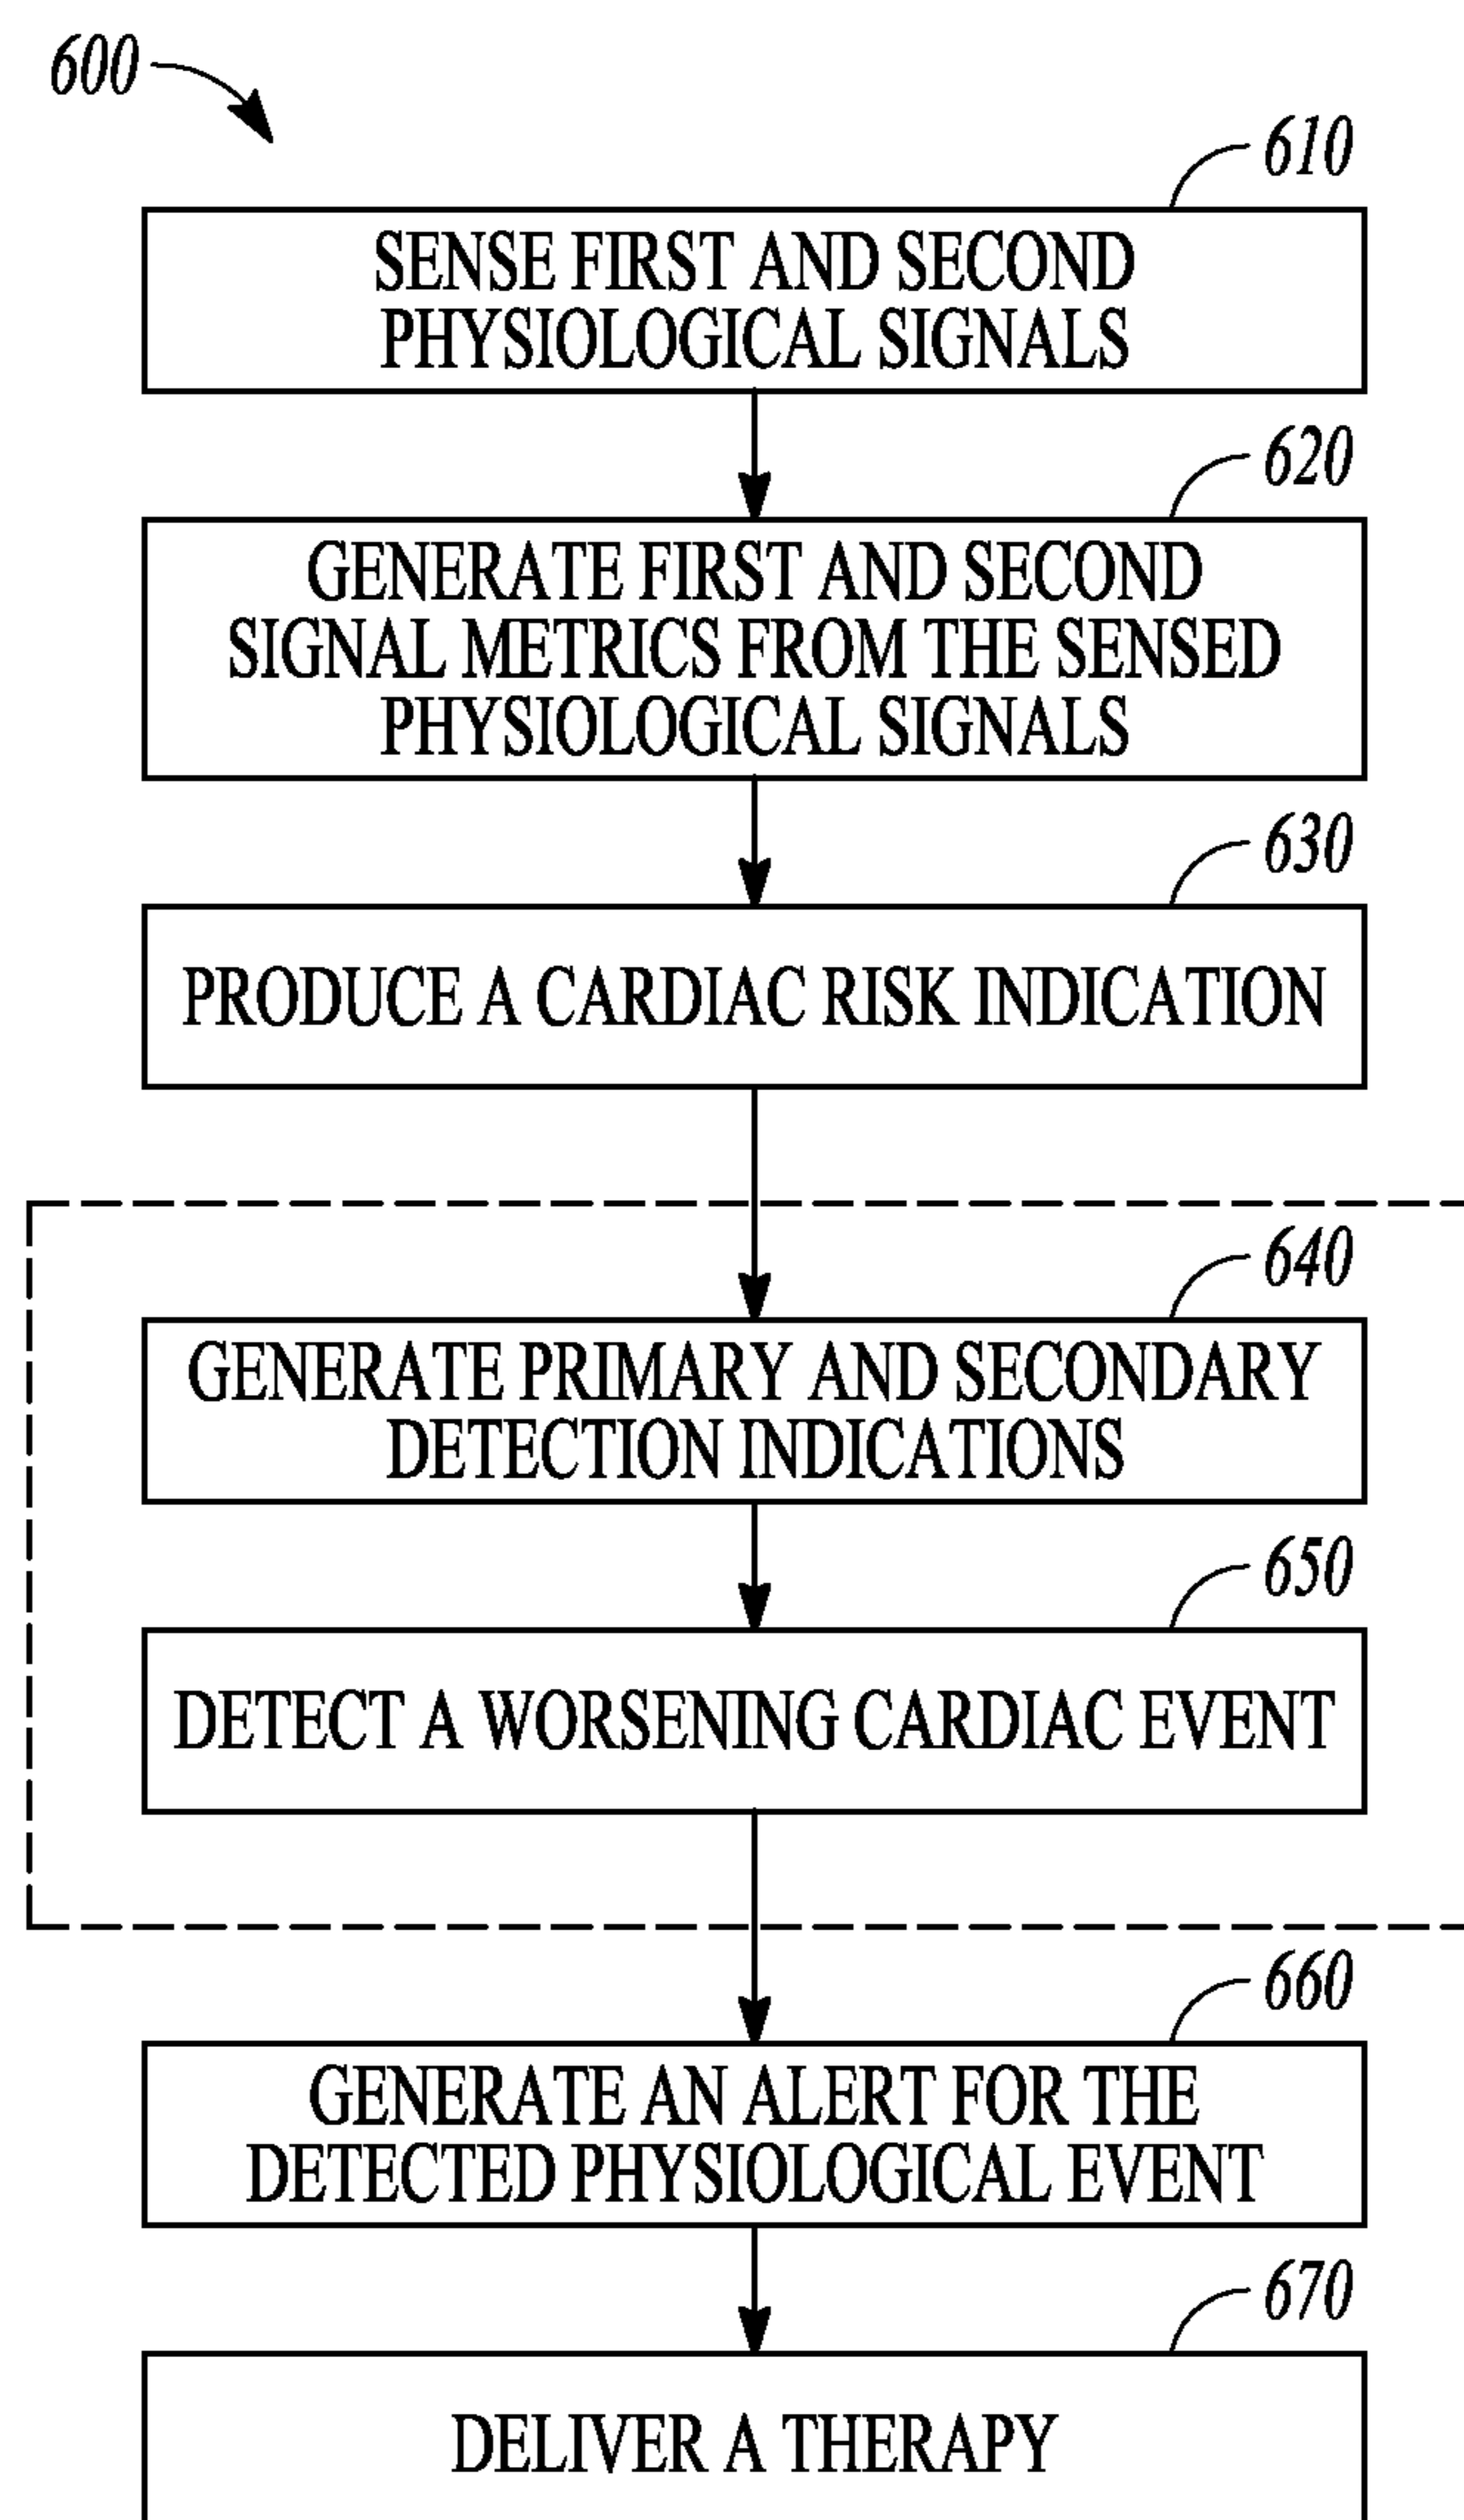 600
610
SENSE FIRST AND SECOND
PHYSIOLOGICAL SIGNALS
620
GENERATE FIRST AND SECOND
SIGNAL METRICS FROM THE SENSED
PHYSIOLOGICAL SIGNALS
630
PRODUCE A CARDIAC RISK INDICATION
640
GENERATE PRIMARY AND SECONDARY
DETECTION INDICATIONS
650
DETECT A WORSENING CARDIAC EVENT
660
GENERATE AN ALERT FOR THE
DETECTED PHYSIOLOGICAL EVENT
670
DELIVER A THERAPY